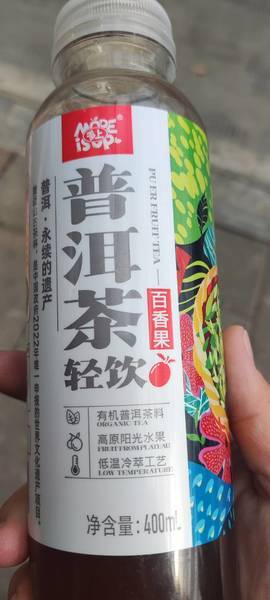 MORE
IS UP.
普洱茶
轻饮
PU ER FRUIT TEA
百香果
普洱·永续的遗产
有机普洱茶料
ORGANIC TEA
高原阳光水果
FRUIT FROM PLATEAU
低温冷萃工艺
LOW TEMPERATURE
净含量:400mL